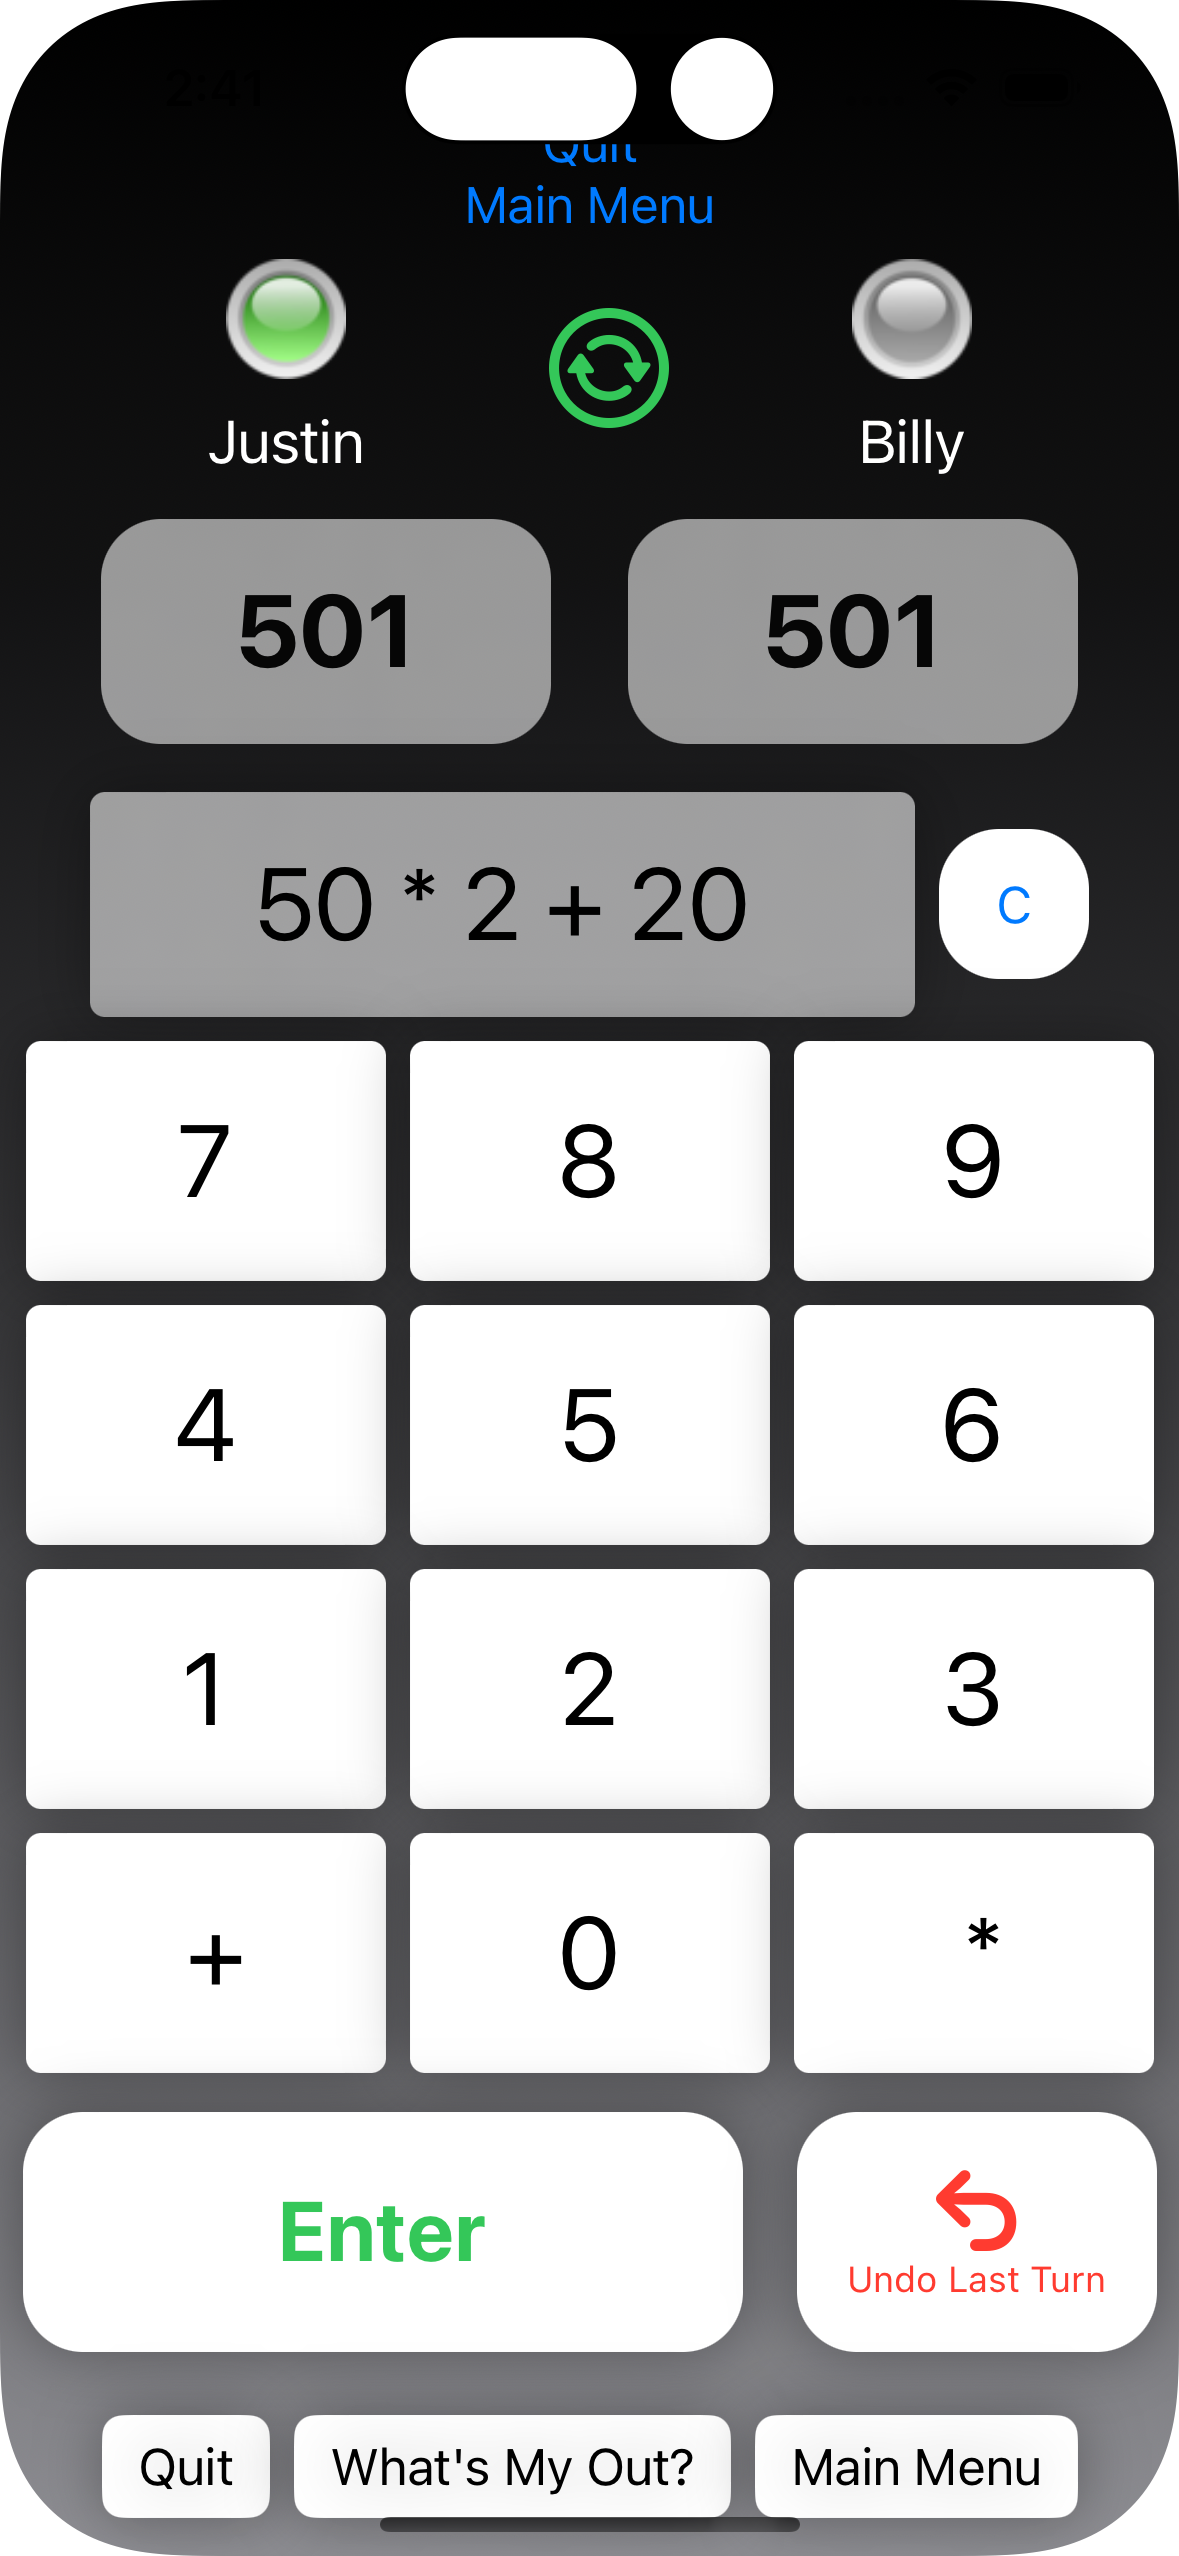 2:41
Quit
Main Menu
Justin
Billy
501
501
50 * 2 + 20
C
7 8 9
4 5 6
1 2 3
+ 0 *
Enter
Undo Last Turn
Quit
What's My Out?
Main Menu